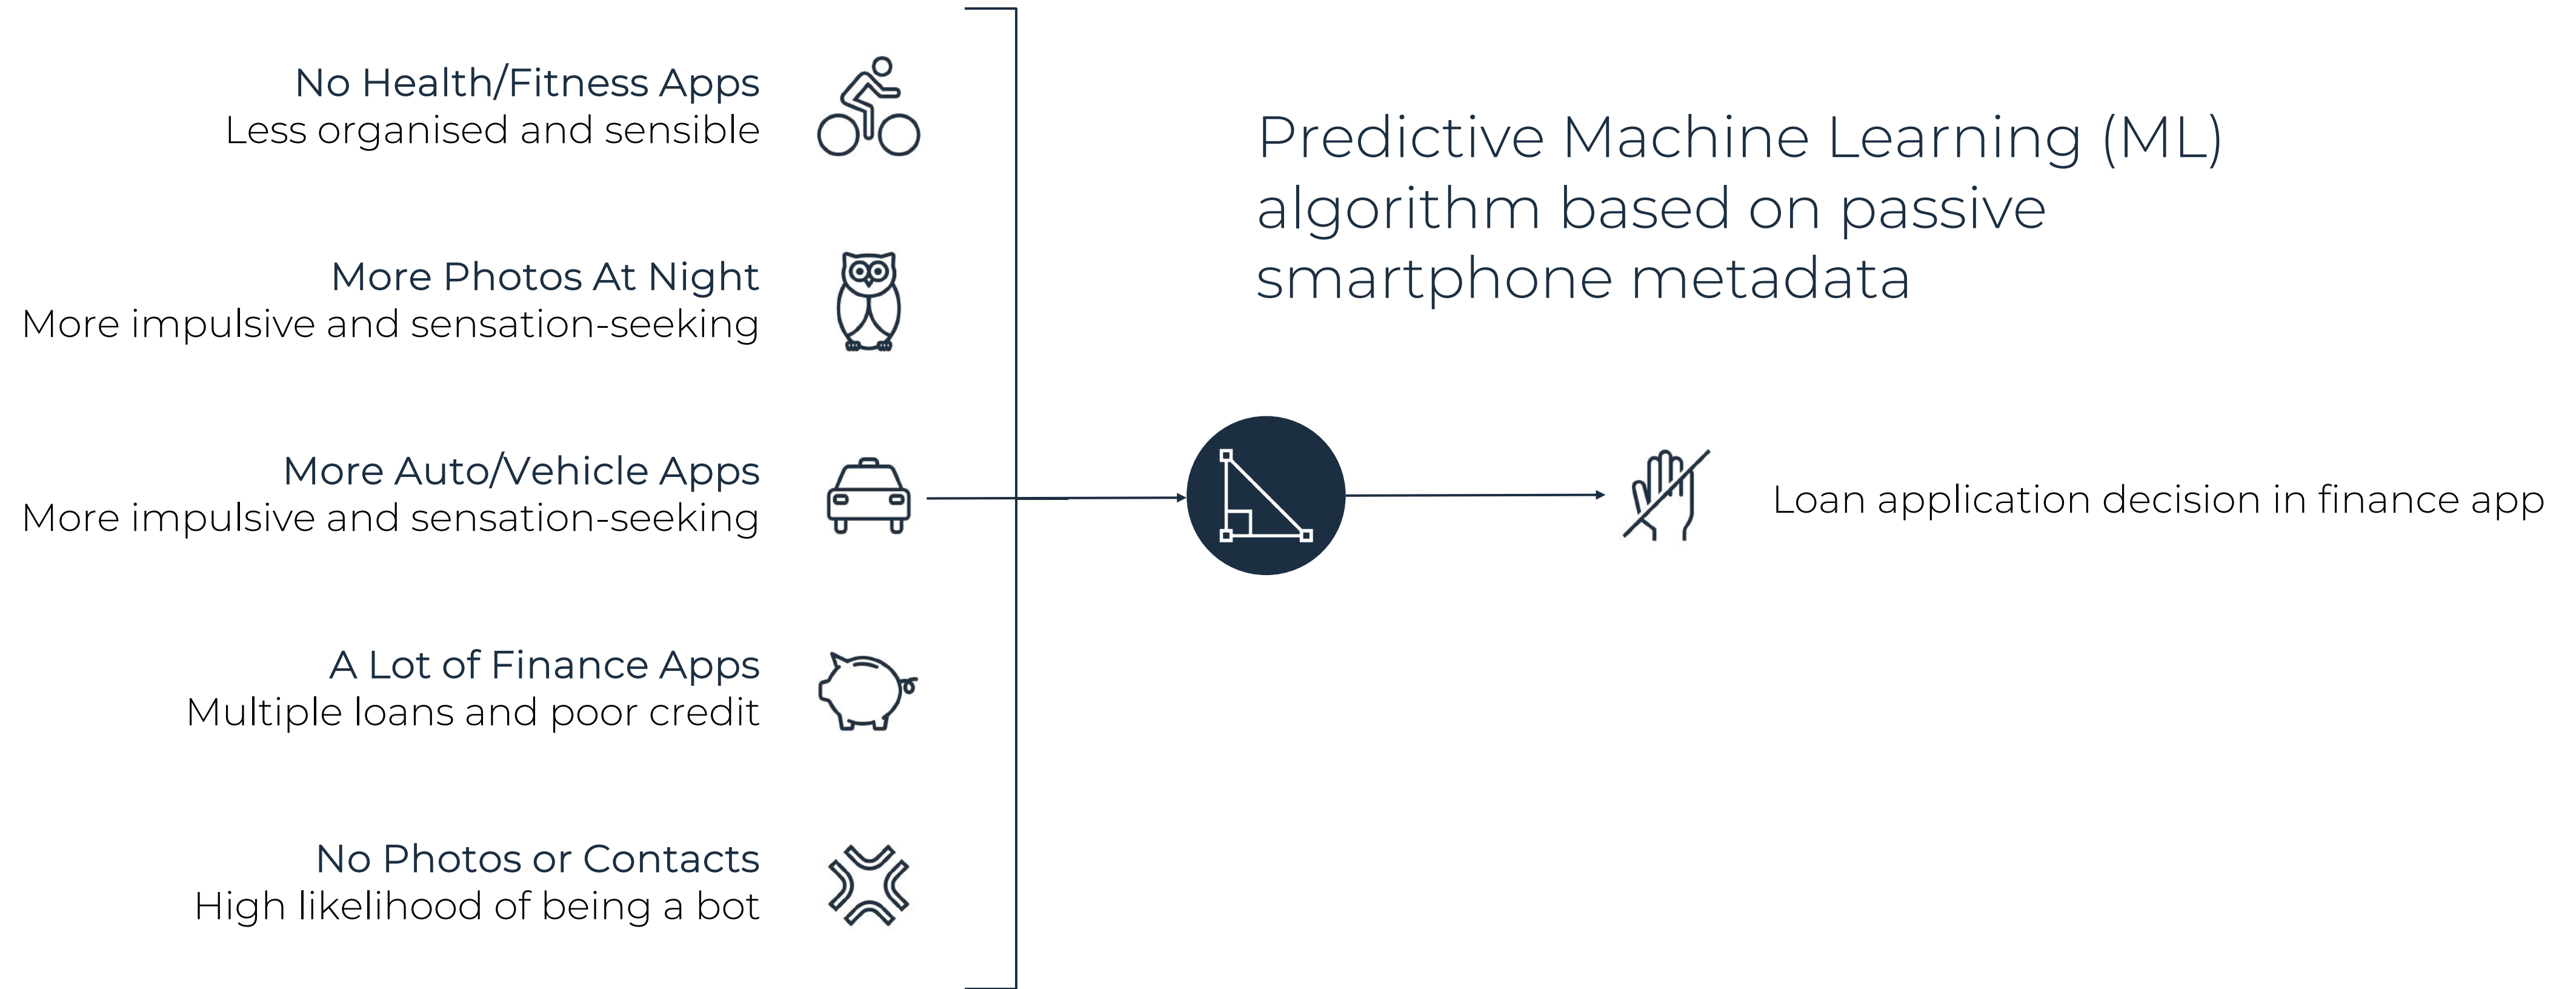 No Health/Fitness Apps
Less organised and sensible
More Photos At Night
More impulsive and sensation-seeking
More Auto/Vehicle Apps
More impulsive and sensation-seeking
A Lot of Finance Apps
Multiple loans and poor credit
No Photos or Contacts
High likelihood of being a bot
Predictive Machine Learning (ML)
algorithm based on passive
smartphone metadata
Loan application decision in finance app